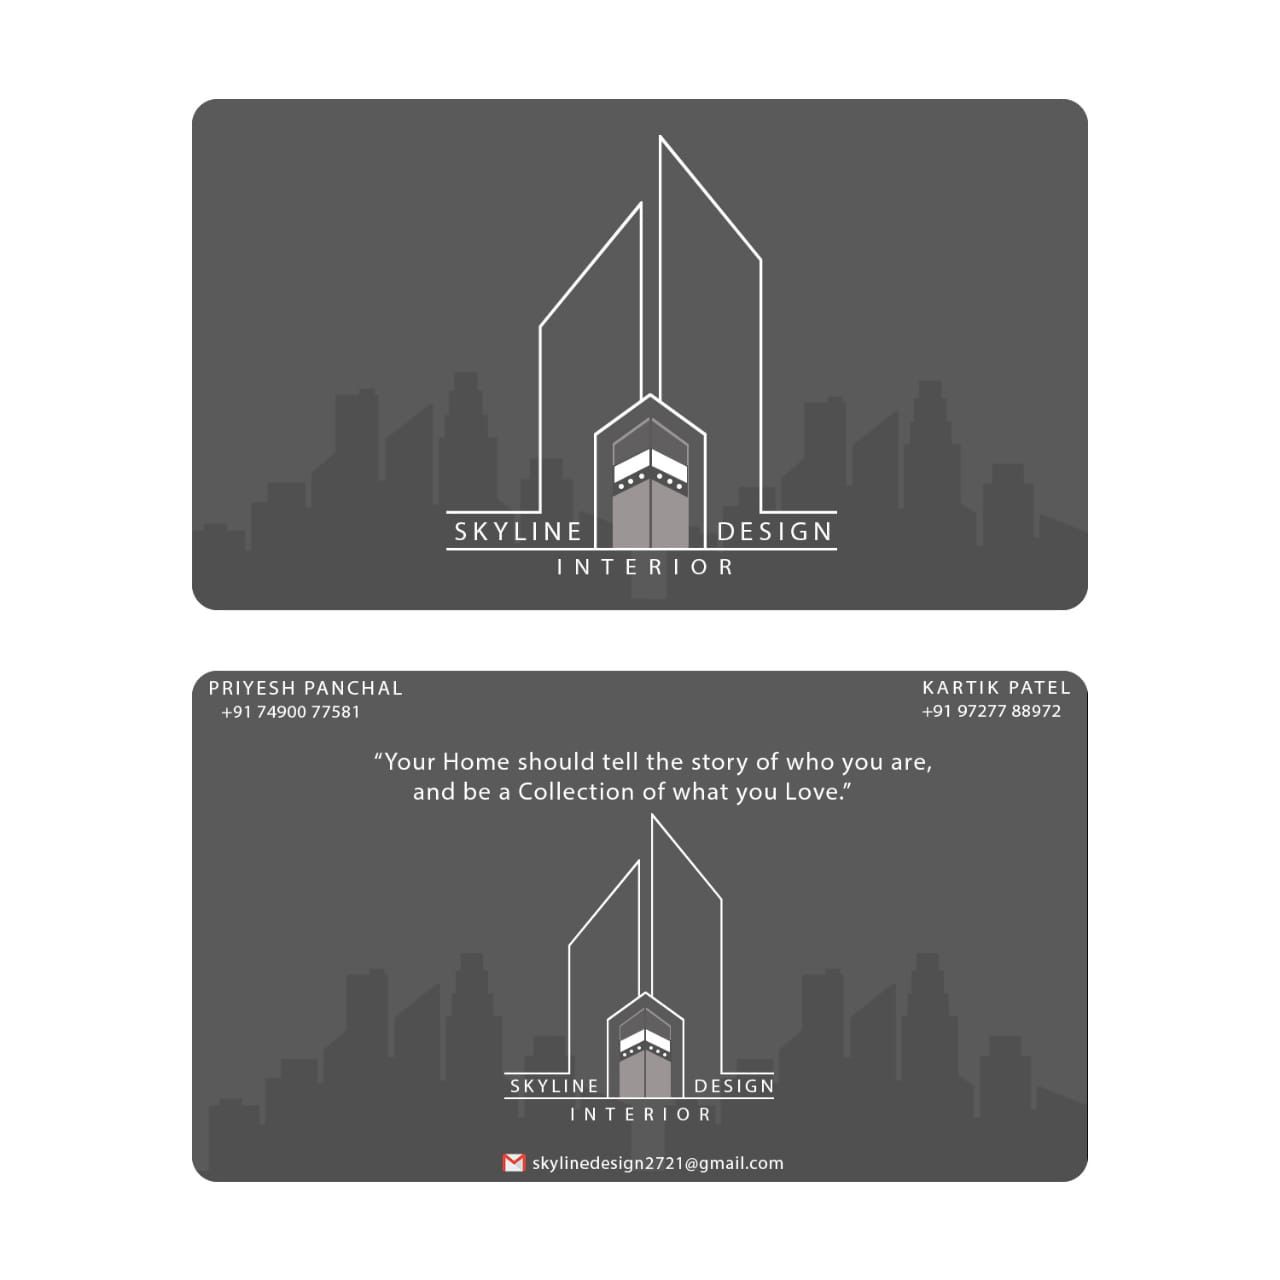 SKYLINE DESIGN
INTERIOR
PRIYESH PANCHAL
+91 74900 77581
KARTIK PATEL
+91 97277 88972
“Your Home should tell the story of who you are,
and be a Collection of what you Love.”
SKYLINE DESIGN
INTERIOR
skylinedesign2721@gmail.com